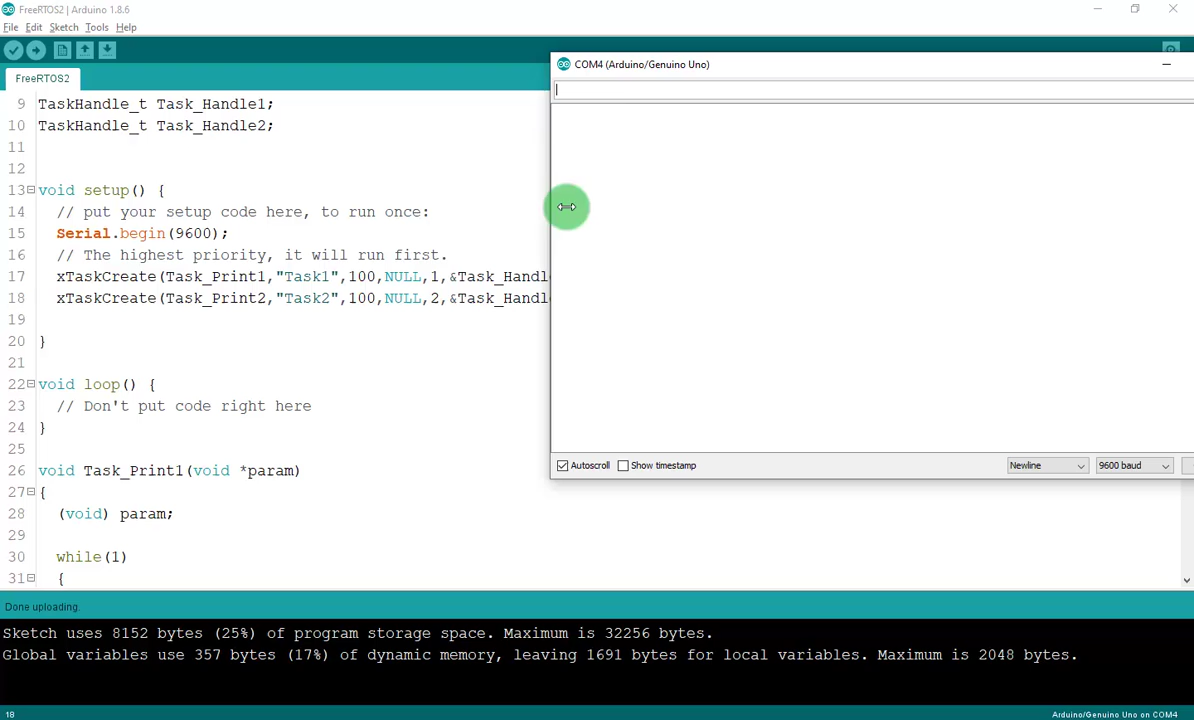 FreeRTOS2 | Arduino 1.8.6
File Edit Sketch Tools Help
FreeRTOS2
COM4 (Arduino/Genuino Uno)
9 TaskHandle_t Task_Handle1;
10 TaskHandle_t Task_Handle2;
11
12
13 void setup() {
14 // put your setup code here, to run once:
15 Serial.begin(9600);
16 // The highest priority, it will run first.
17 xTaskCreate(Task_Print1,"Task1",100,NULL,1,&Task_Handl
18 xTaskCreate(Task_Print2,"Task2",100,NULL,2,&Task_Handl
19
20 }
21
22 void loop() {
23 // Don't put code right here
24 }
25
26 void Task_Print1(void *param)
27 {
28 (void) param;
29
30 while(1)
31 {
Autoscroll Show timestamp Newline 9600 baud
Done uploading.
Sketch uses 8152 bytes (25%) of program storage space. Maximum is 32256 bytes.
Global variables use 357 bytes (17%) of dynamic memory, leaving 1691 bytes for local variables. Maximum is 2048 bytes.
18 Arduino/Genuino Uno on COM4